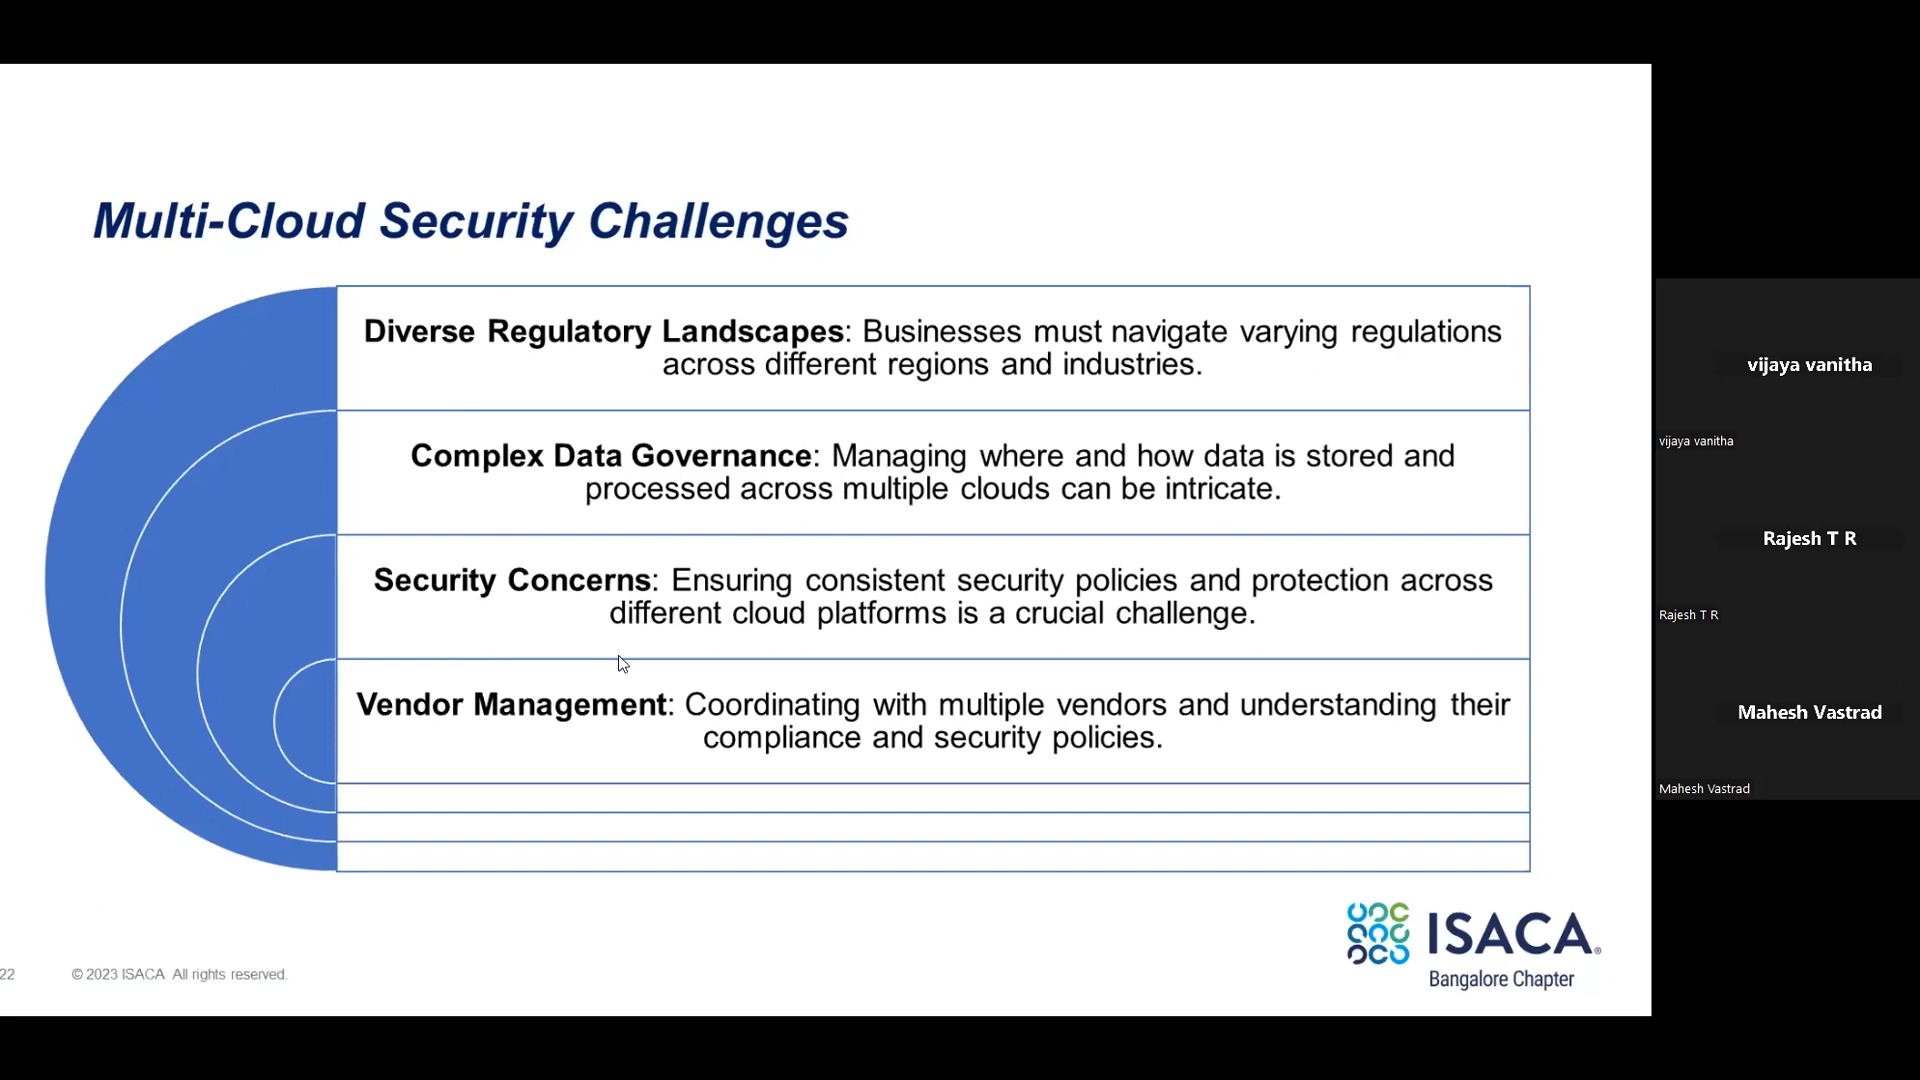 Multi-Cloud Security Challenges
Diverse Regulatory Landscapes: Businesses must navigate varying regulations
across different regions and industries.
Complex Data Governance: Managing where and how data is stored and
processed across multiple clouds can be intricate.
Security Concerns: Ensuring consistent security policies and protection across
different cloud platforms is a crucial challenge.
Vendor Management: Coordinating with multiple vendors and understanding their
compliance and security policies.
22
© 2023 ISACA All rights reserved.
ISACA®
Bangalore Chapter
vijaya vanitha
vijaya vanitha
Rajesh T R
Rajesh T R
Mahesh Vastrad
Mahesh Vastrad